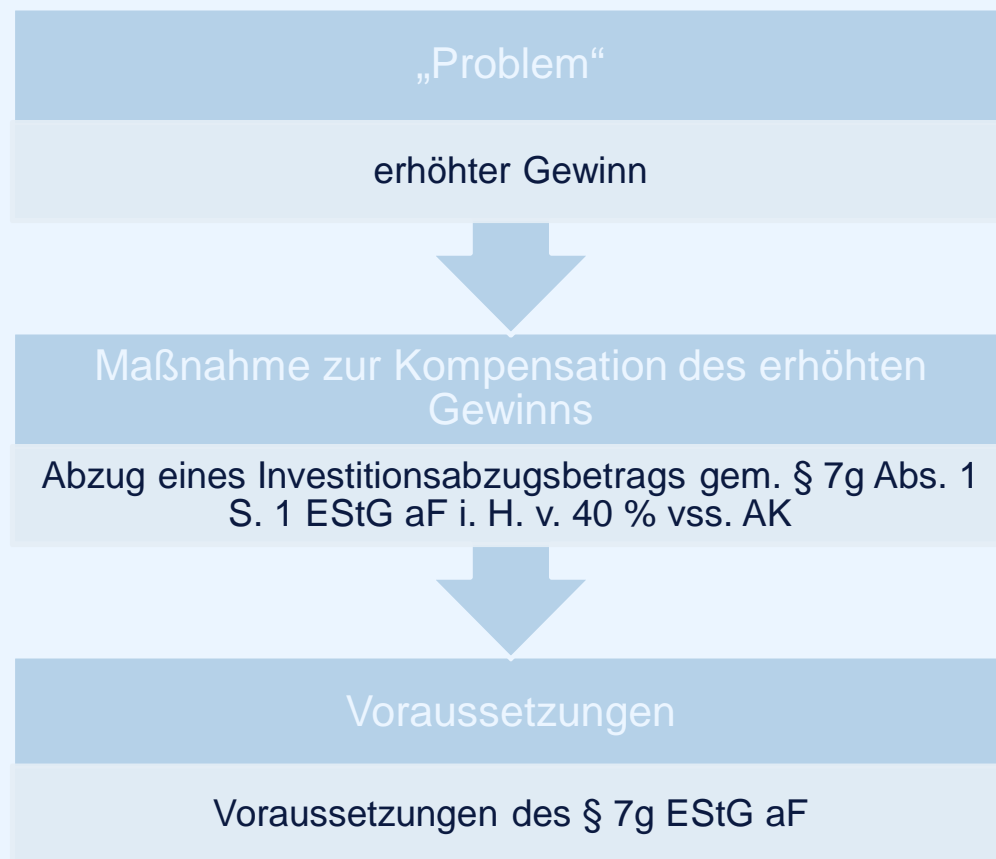 „Problem“
erhöhter Gewinn
Maßnahme zur Kompensation des erhöhten
Gewinns
Abzug eines Investitionsabzugsbetrags gem. § 7g Abs. 1
S. 1 EStG aF i. H. v. 40 % vss. AK
Voraussetzungen
Voraussetzungen des § 7g EStG aF